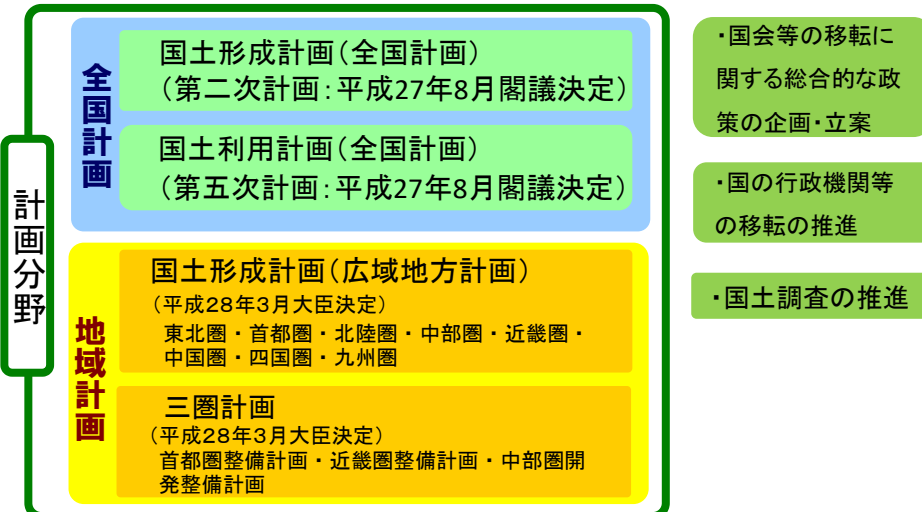 計画分野
全国計画
国土形成計画(全国計画)
(第二次計画:平成27年8月閣議決定)
国土利用計画(全国計画)
(第五次計画:平成27年8月閣議決定)
地域計画
国土形成計画(広域地方計画)
(平成28年3月大臣決定)
東北圏・首都圏・北陸圏・中部圏・近畿圏・
中国圏・四国圏・九州圏
三圏計画
(平成28年3月大臣決定)
首都圏整備計画・近畿圏整備計画・中部圏開
発整備計画
・国会等の移転に
関する総合的な政
策の企画・立案
・国の行政機関等
の移転の推進
・国土調査の推進